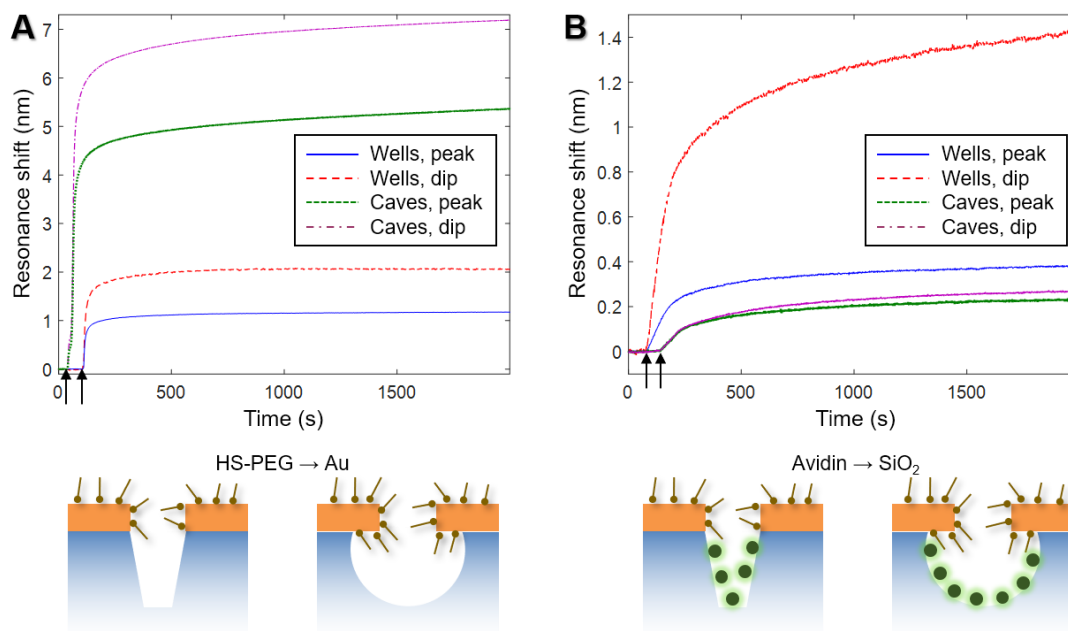 A
B
Resonance shift (nm)
7
6
5
4
3
2
1
0
0
500
1000
1500
Time (s)
Wells, peak
Wells, dip
Caves, peak
Caves, dip
Resonance shift (nm)
1.4
1.2
1
0.8
0.6
0.4
0.2
0
0
500
1000
1500
Time (s)
Wells, peak
Wells, dip
Caves, peak
Caves, dip
HS-PEG → Au
Avidin → SiO₂